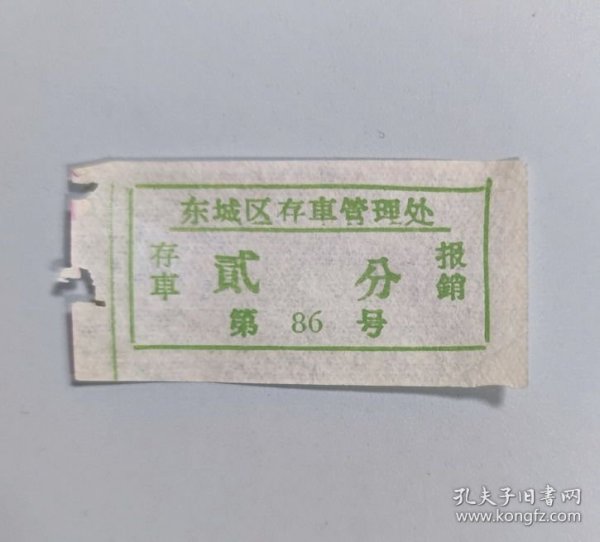 东城区存車管理处
存車
貳 分
报銷
第 86 号
孔夫子旧書网
www.kongfz.com